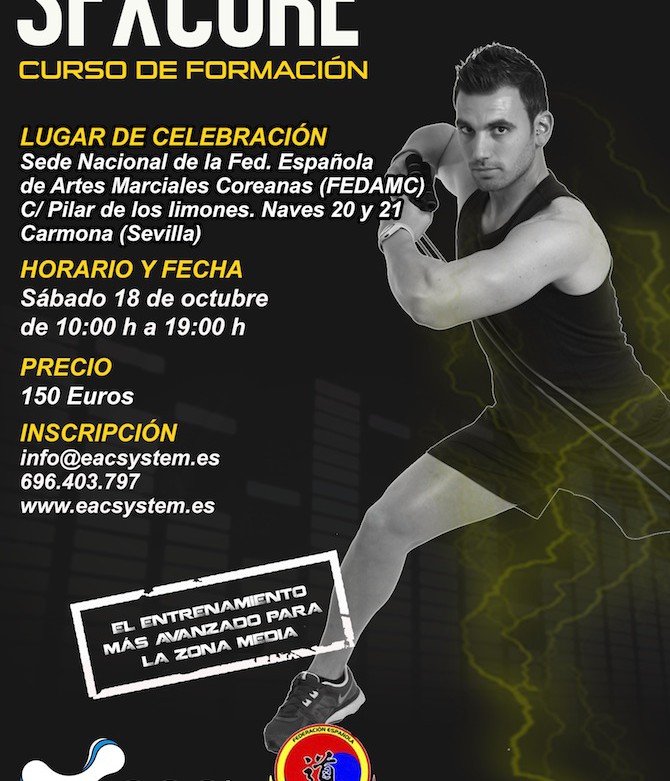 SFXCORE
CURSO DE FORMACIÓN
LUGAR DE CELEBRACIÓN
Sede Nacional de la Fed. Española
de Artes Marciales Coreanas (FEDAMC)
C/ Pilar de los limones. Naves 20 y 21
Carmona (Sevilla)
HORARIO Y FECHA
Sábado 18 de octubre
de 10:00 h a 19:00 h
PRECIO
150 Euros
INSCRIPCIÓN
info@eacsystem.es
696.403.797
www.eacsystem.es
EL ENTRENAMIENTO
MÁS AVANZADO PARA
LA ZONA MEDIA
FEDERACIÓN ESPAÑOLA
道